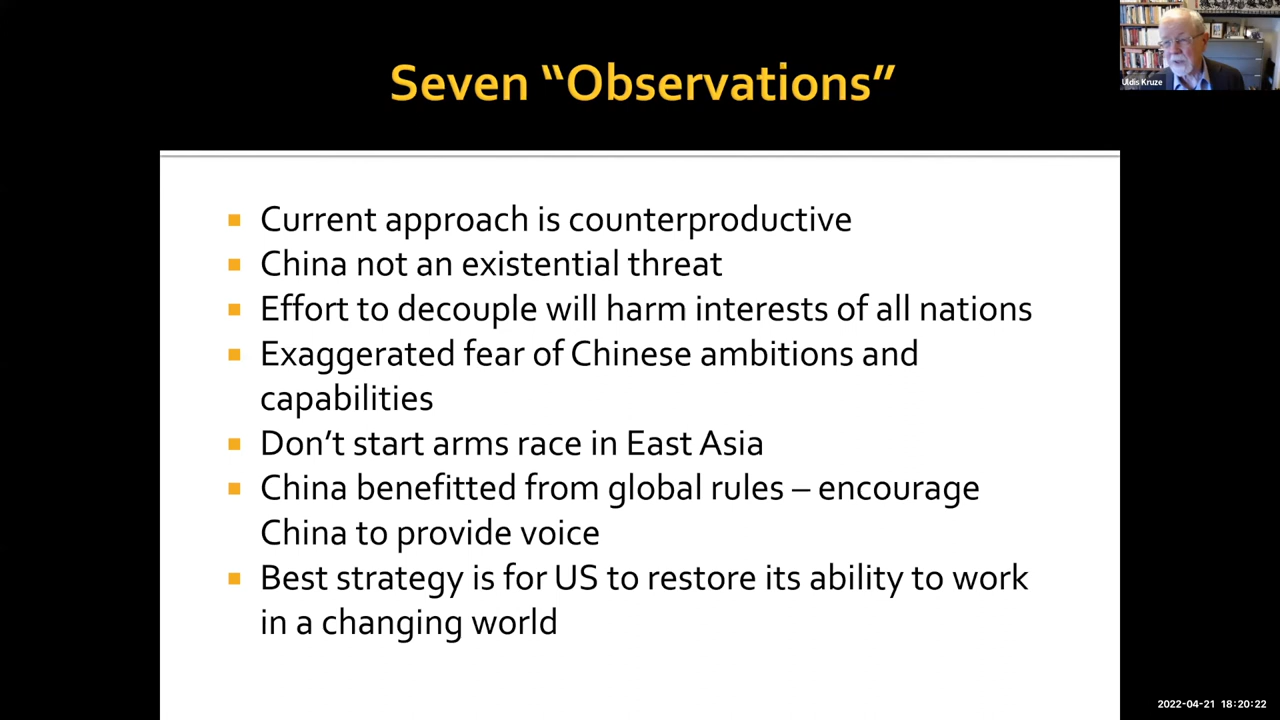 Seven “Observations”
Uldis Kruze
Current approach is counterproductive
China not an existential threat
Effort to decouple will harm interests of all nations
Exaggerated fear of Chinese ambitions and
capabilities
Don’t start arms race in East Asia
China benefitted from global rules – encourage
China to provide voice
Best strategy is for US to restore its ability to work
in a changing world
2022-04-21 18:20:22